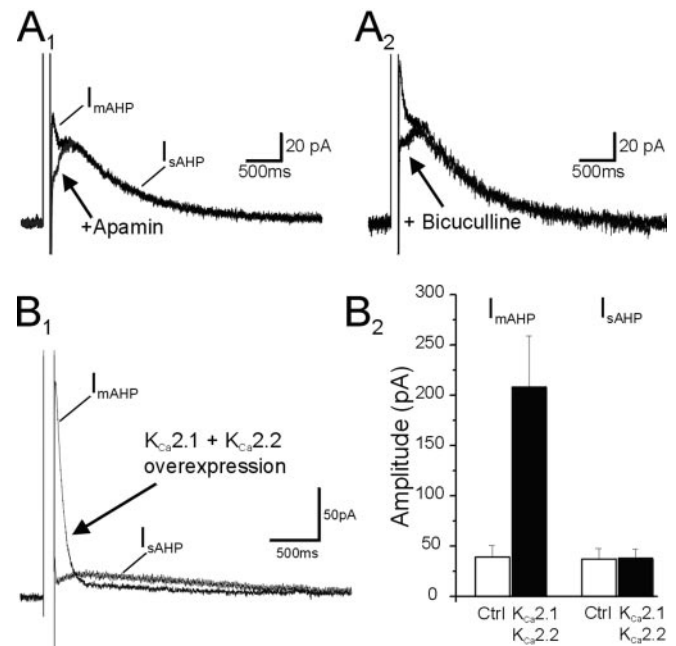 A1
A2
ImAHP
IsAHP
20 pA
500ms
+Apamin
20 pA
500ms
+ Bicuculline
B1
B2
ImAHP
KCa2.1 + KCa2.2
overexpression
IsAHP
50pA
500ms
300
250
200
150
100
50
0
Amplitude (pA)
ImAHP
IsAHP
Ctrl KCa2.1 Ctrl KCa2.1
KCa2.2 KCa2.2